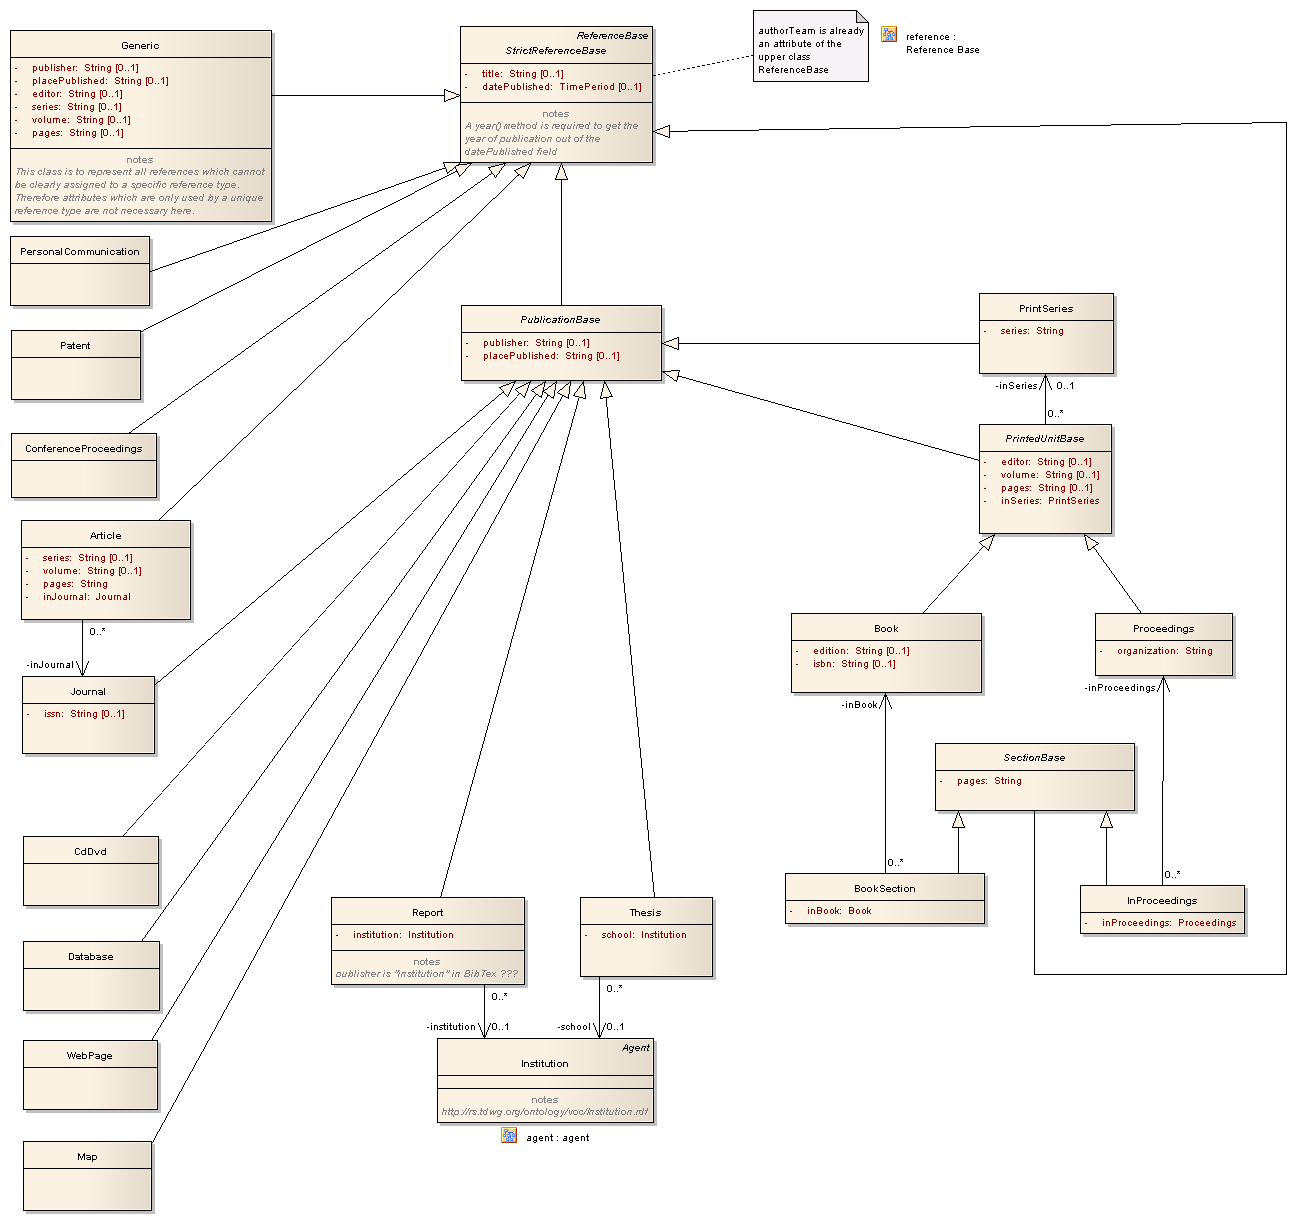 Generic
- publisher: String [0..1]
- placePublished: String [0..1]
- editor: String [0..1]
- series: String [0..1]
- volume: String [0..1]
- pages: String [0..1]
notes
This class is to represent all references which cannot
be clearly assigned to a specific reference type.
Therefore attributes which are only used by a unique
reference type are not necessary here.
ReferenceBase
StrictReferenceBase
- title: String [0..1]
- datePublished: TimePeriod [0..1]
notes
A year() method is required to get the
year of publication out of the
datePublished field
authorTeam is already
an attribute of the
upper class
ReferenceBase
reference :
Reference Base
PersonalCommunication
Patent
ConferenceProceedings
Article
- series: String [0..1]
- volume: String [0..1]
- pages: String
- inJournal: Journal
0..*
-inJournal
Journal
- issn: String [0..1]
PublicationBase
- publisher: String [0..1]
- placePublished: String [0..1]
PrintSeries
- series: String
-inSeries
0..1
0..*
PrintedUnitBase
- editor: String [0..1]
- volume: String [0..1]
- pages: String [0..1]
- inSeries: PrintSeries
Book
- edition: String [0..1]
- isbn: String [0..1]
-inBook
Proceedings
- organization: String
-inProceedings
SectionBase
- pages: String
0..*
BookSection
- inBook: Book
0..*
InProceedings
- inProceedings: Proceedings
CdDvd
Database
WebPage
Map
Report
- institution: Institution
notes
publisher is "institution" in BibTex ???
0..*
-institution
0..1
Thesis
- school: Institution
0..*
-school
0..1
Agent
Institution
notes
http://rs.tdwg.org/ontology/voc/Institution.rdf
agent : agent